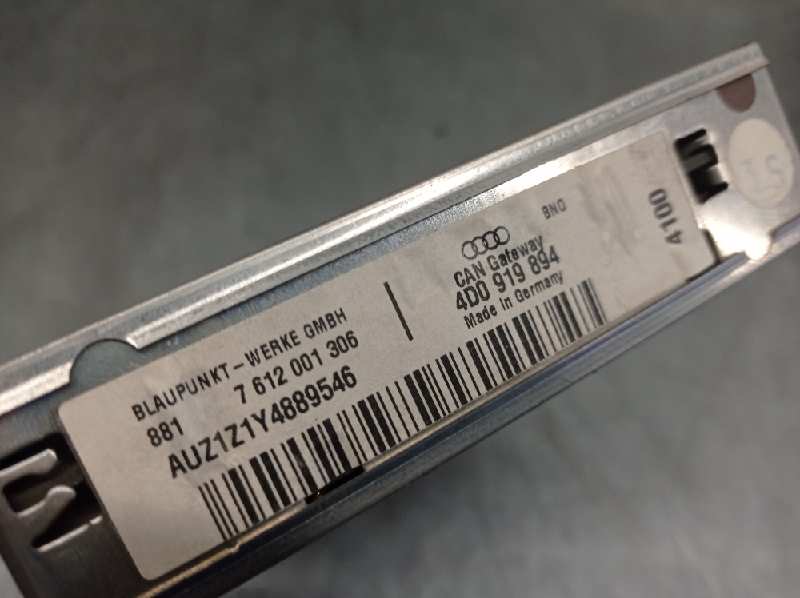 BLAUPUNKT-WERKE GMBH
881 7 612 001 306
AUZ1Z1Y4889546
BNO
CAN Gateway
4D0 919 894
Made in Germany
4100